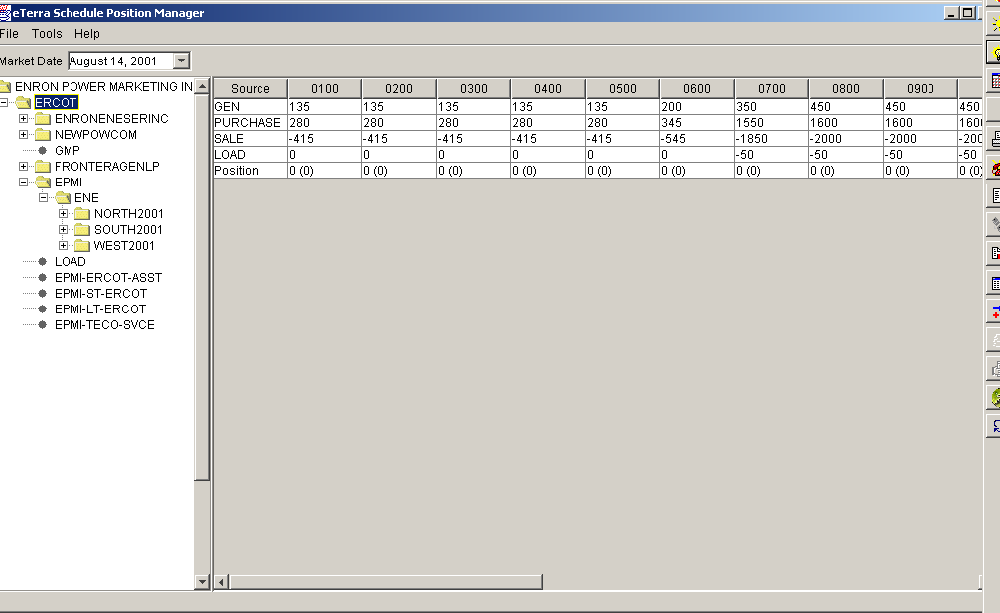 eTerra Schedule Position Manager
File Tools Help
Market Date August 14, 2001
ENRON POWER MARKETING IN
ERCOT
ENRONENESERINC
NEWPOWCOM
GMP
FRONTERAGENLP
EPMI
ENE
NORTH2001
SOUTH2001
WEST2001
LOAD
EPMI-ERCOT-ASST
EPMI-ST-ERCOT
EPMI-LT-ERCOT
EPMI-TECO-SVCE
Source 0100 0200 0300 0400 0500 0600 0700 0800 0900
GEN 135 135 135 135 135 200 350 450 450 450
PURCHASE 280 280 280 280 280 345 1550 1600 1600 160
SALE -415 -415 -415 -415 -415 -545 -1850 -2000 -2000 -200
LOAD 0 0 0 0 0 0 -50 -50 -50 -50
Position 0 (0) 0 (0) 0 (0) 0 (0) 0 (0) 0 (0) 0 (0) 0 (0) 0 (0) 0 (0)